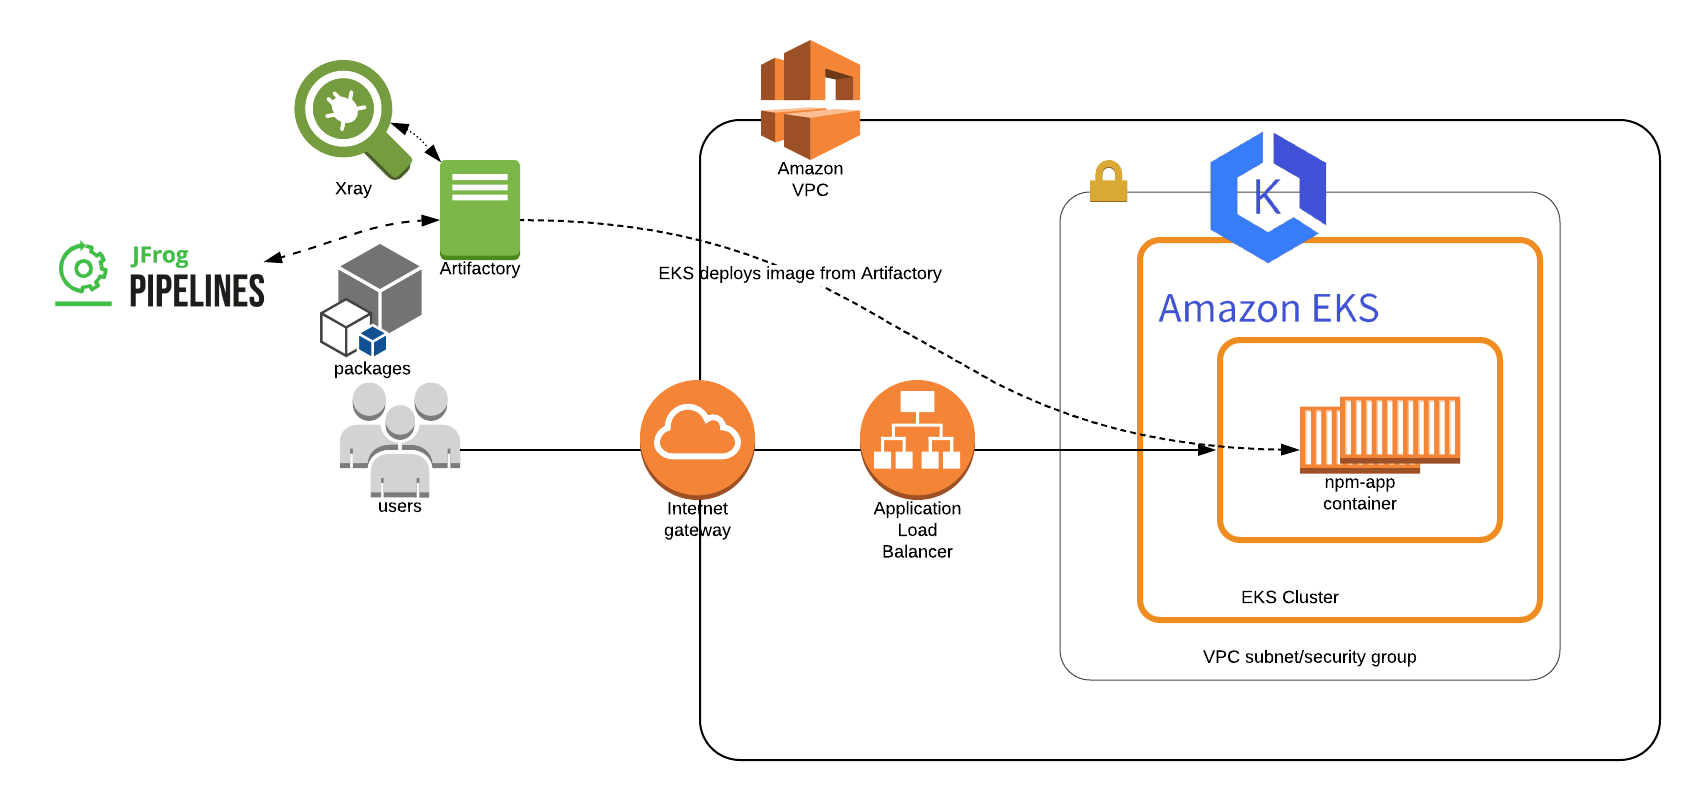 Amazon
VPC
Xray
K
JFrog
PIPELINES
Artifactory
EKS deploys image from Artifactory
Amazon EKS
packages
users
Internet
gateway
Application
Load
Balancer
npm-app
container
EKS Cluster
VPC subnet/security group